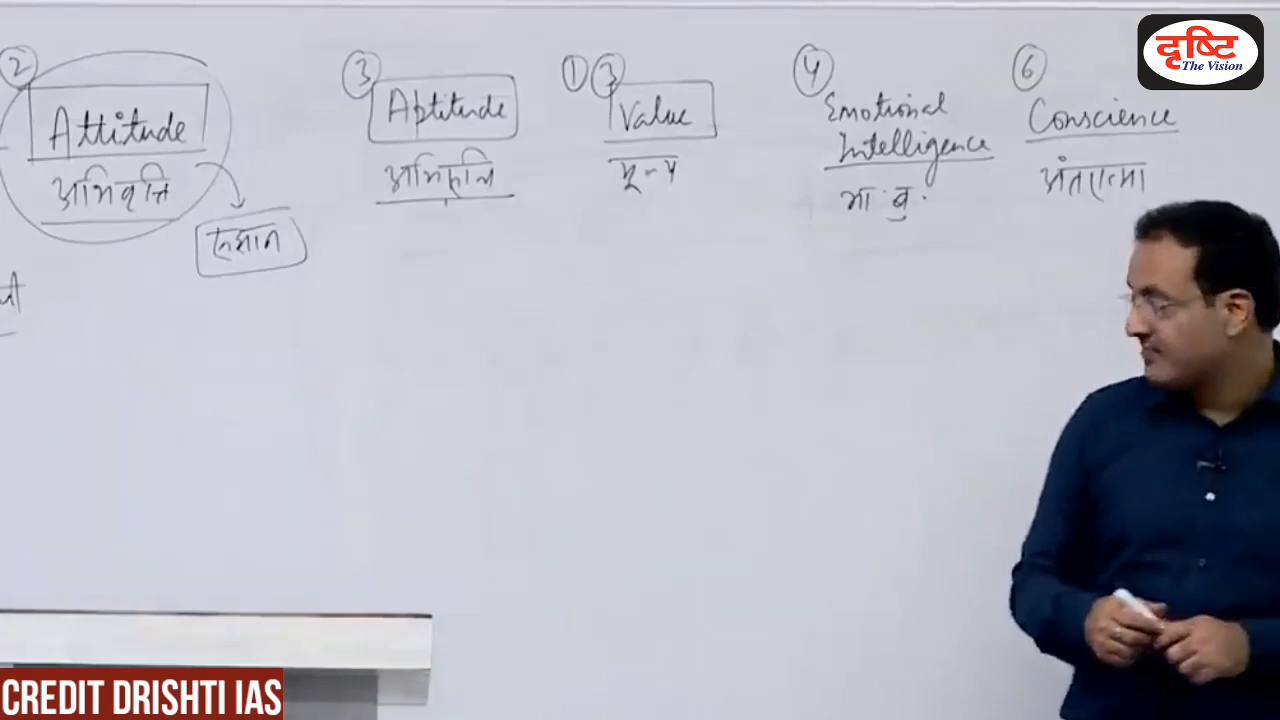 ②
Attitude
अभिवृत्ति
रुझान
③
Aptitude
अभिरुचि
① ③
Value
मूल्य
④
Emotional
Intelligence
भा. बु.
⑥
Conscience
अंतरात्मा
दृष्टि
The Vision
CREDIT DRISHTI IAS